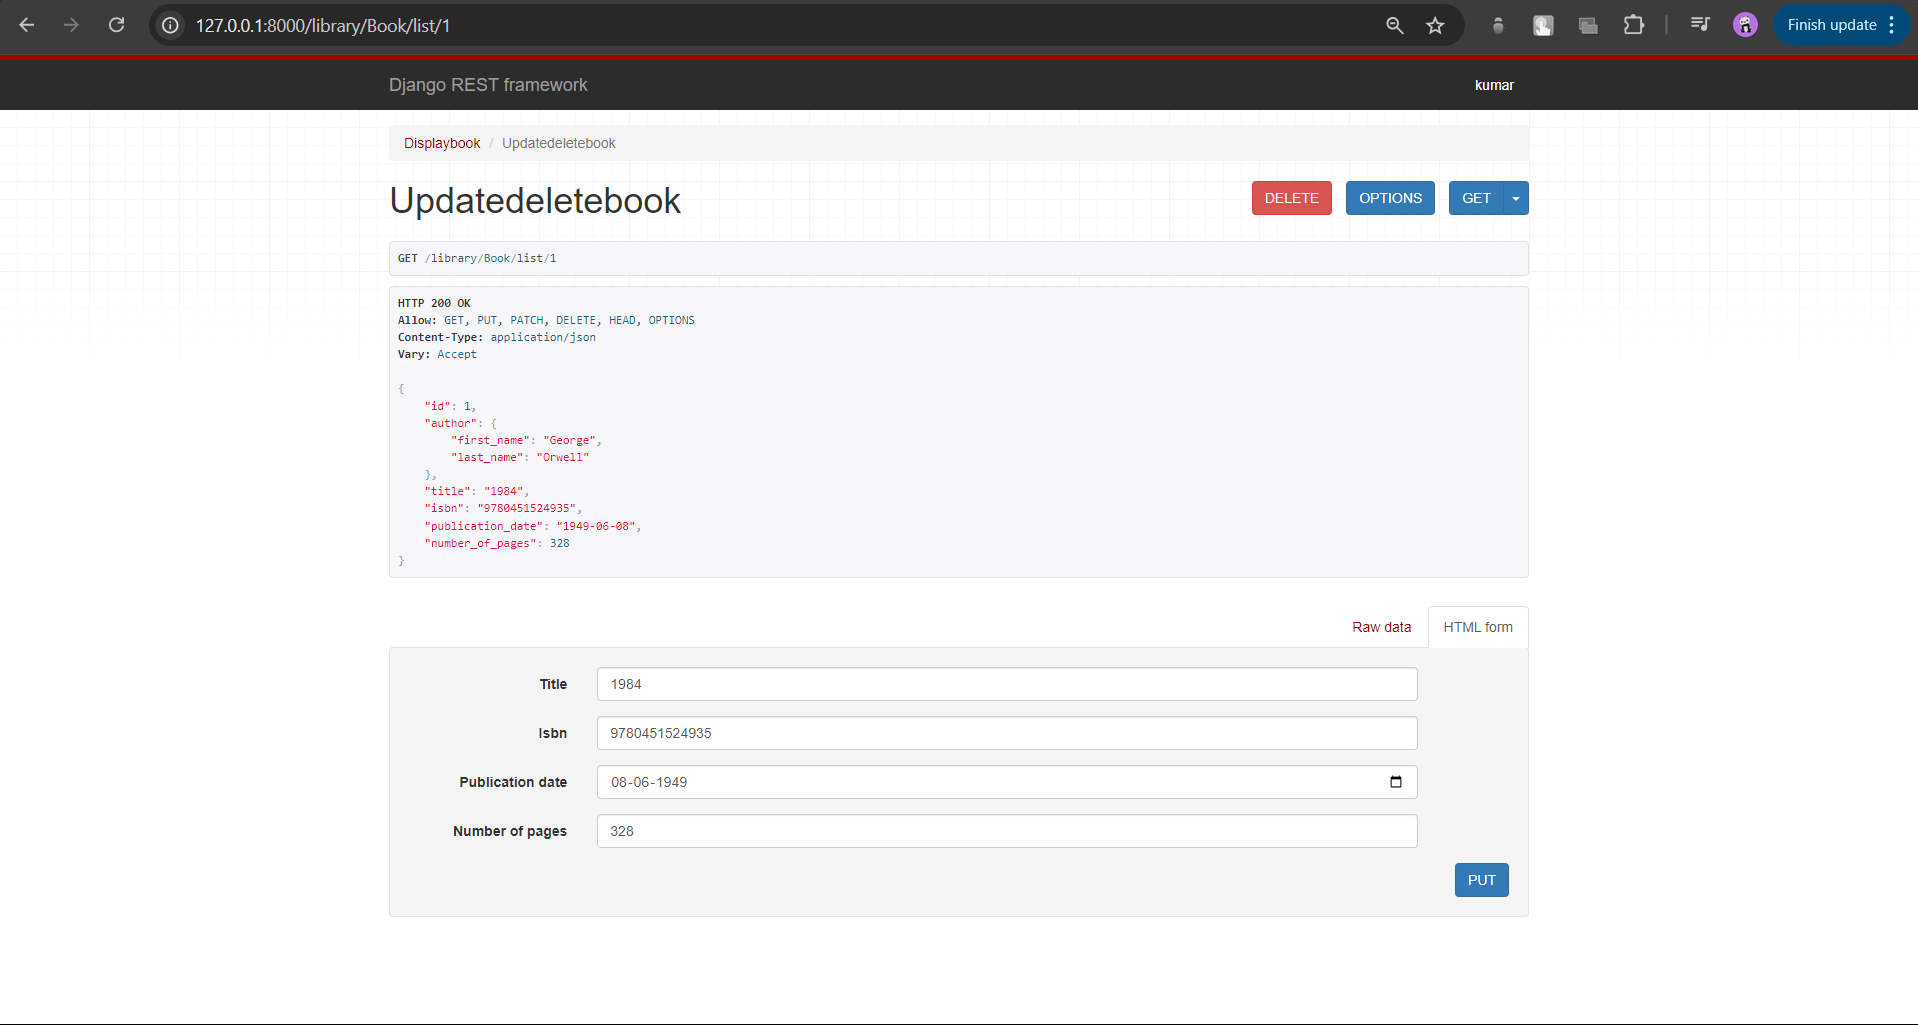 127.0.0.1:8000/library/Book/list/1
Finish update
Django REST framework
kumar
Displaybook / Updatedeletebook
Updatedeletebook
DELETE
OPTIONS
GET
GET /library/Book/list/1
HTTP 200 OK
Allow: GET, PUT, PATCH, DELETE, HEAD, OPTIONS
Content-Type: application/json
Vary: Accept
{
"id": 1,
"author": {
"first_name": "George",
"last_name": "Orwell"
},
"title": "1984",
"isbn": "9780451524935",
"publication_date": "1949-06-08",
"number_of_pages": 328
}
Raw data
HTML form
Title
1984
Isbn
9780451524935
Publication date
08-06-1949
Number of pages
328
PUT